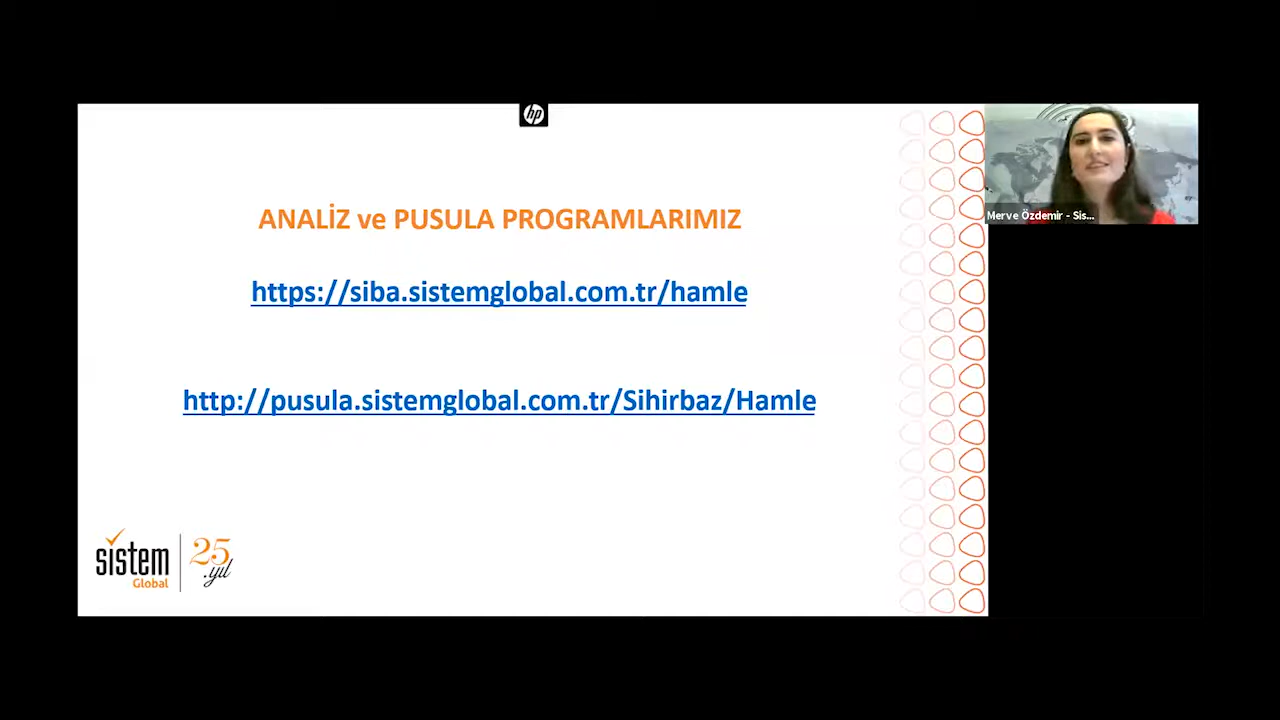 hp
ANALİZ ve PUSULA PROGRAMLARIMIZ
https://siba.sistemglobal.com.tr/hamle
http://pusula.sistemglobal.com.tr/Sihirbaz/Hamle
sistem
Global
25
.yıl
Merve Özdemir - Sis...